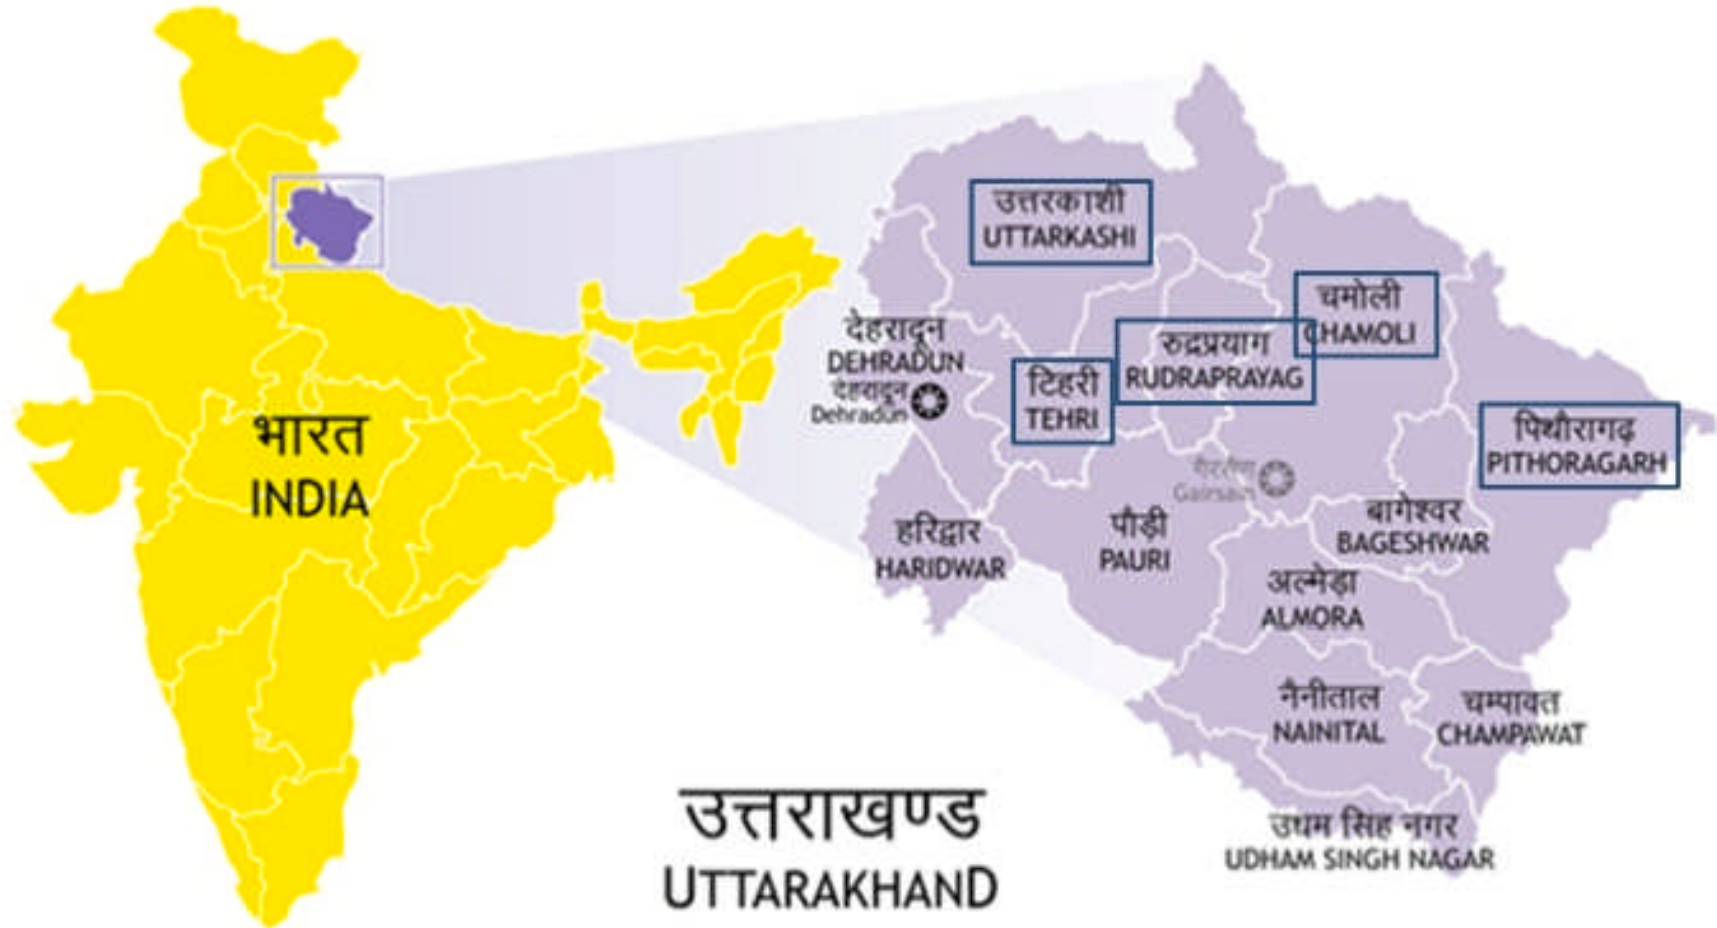 भारत
INDIA
उत्तरकाशी
UTTARKASHI
चमोली
CHAMOLI
देहरादून
DEHRADUN
देहरादून
Dehradun
रुद्रप्रयाग
RUDRAPRAYAG
टिहरी
TEHRI
पिथौरागढ़
PITHORAGARH
गैरसैण
Gairsain
हरिद्वार
HARIDWAR
पौड़ी
PAURI
बागेश्वर
BAGESHWAR
अल्मोड़ा
ALMORA
नैनीताल
NAINITAL
चम्पावत
CHAMPAWAT
उधम सिंह नगर
UDHAM SINGH NAGAR
उत्तराखण्ड
UTTARAKHAND